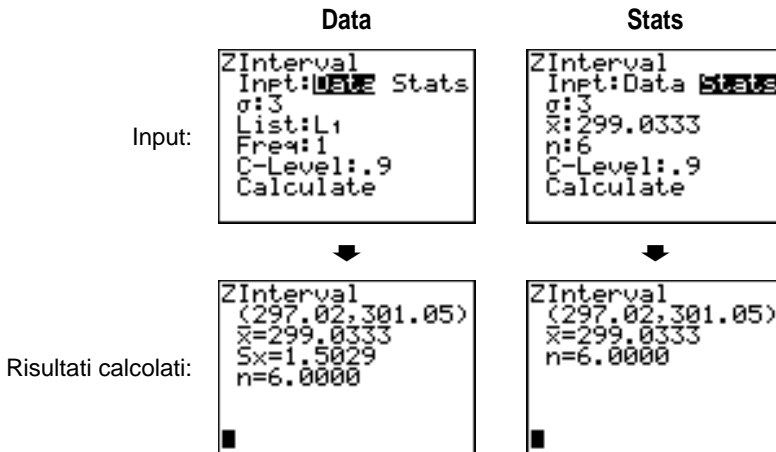 Data Stats
Input:
ZInterval
Inpt:Data Stats
σ:3
List:L1
Freq:1
C-Level:.9
Calculate
ZInterval
Inpt:Data Stats
σ:3
x̄:299.0333
n:6
C-Level:.9
Calculate
Risultati calcolati:
ZInterval
(297.02,301.05)
x̄=299.0333
Sx=1.5029
n=6.0000
ZInterval
(297.02,301.05)
x̄=299.0333
n=6.0000